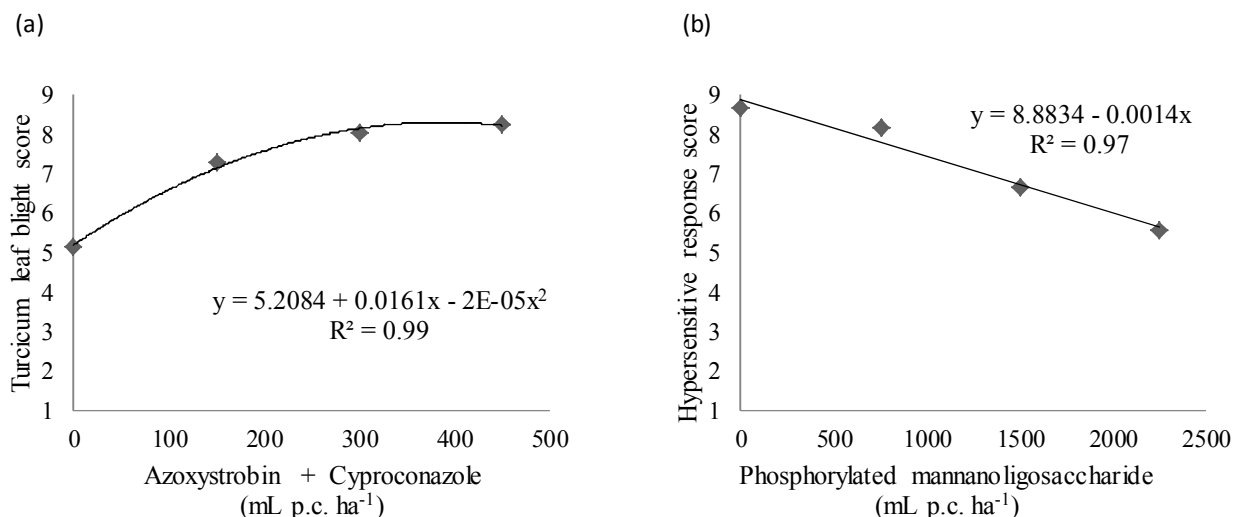 (a)
Turcicum leaf blight score
9
8
7
6
5
4
3
2
1
y = 5.2084 + 0.0161x - 2E-05x²
R² = 0.99
0 100 200 300 400 500
Azoxystrobin + Cyproconazole
(mL p.c. ha⁻¹)
(b)
Hypersensitive response score
9
8
7
6
5
4
3
2
1
y = 8.8834 - 0.0014x
R² = 0.97
0 500 1000 1500 2000 2500
Phosphorylated mannanoligosaccharide
(mL p.c. ha⁻¹)